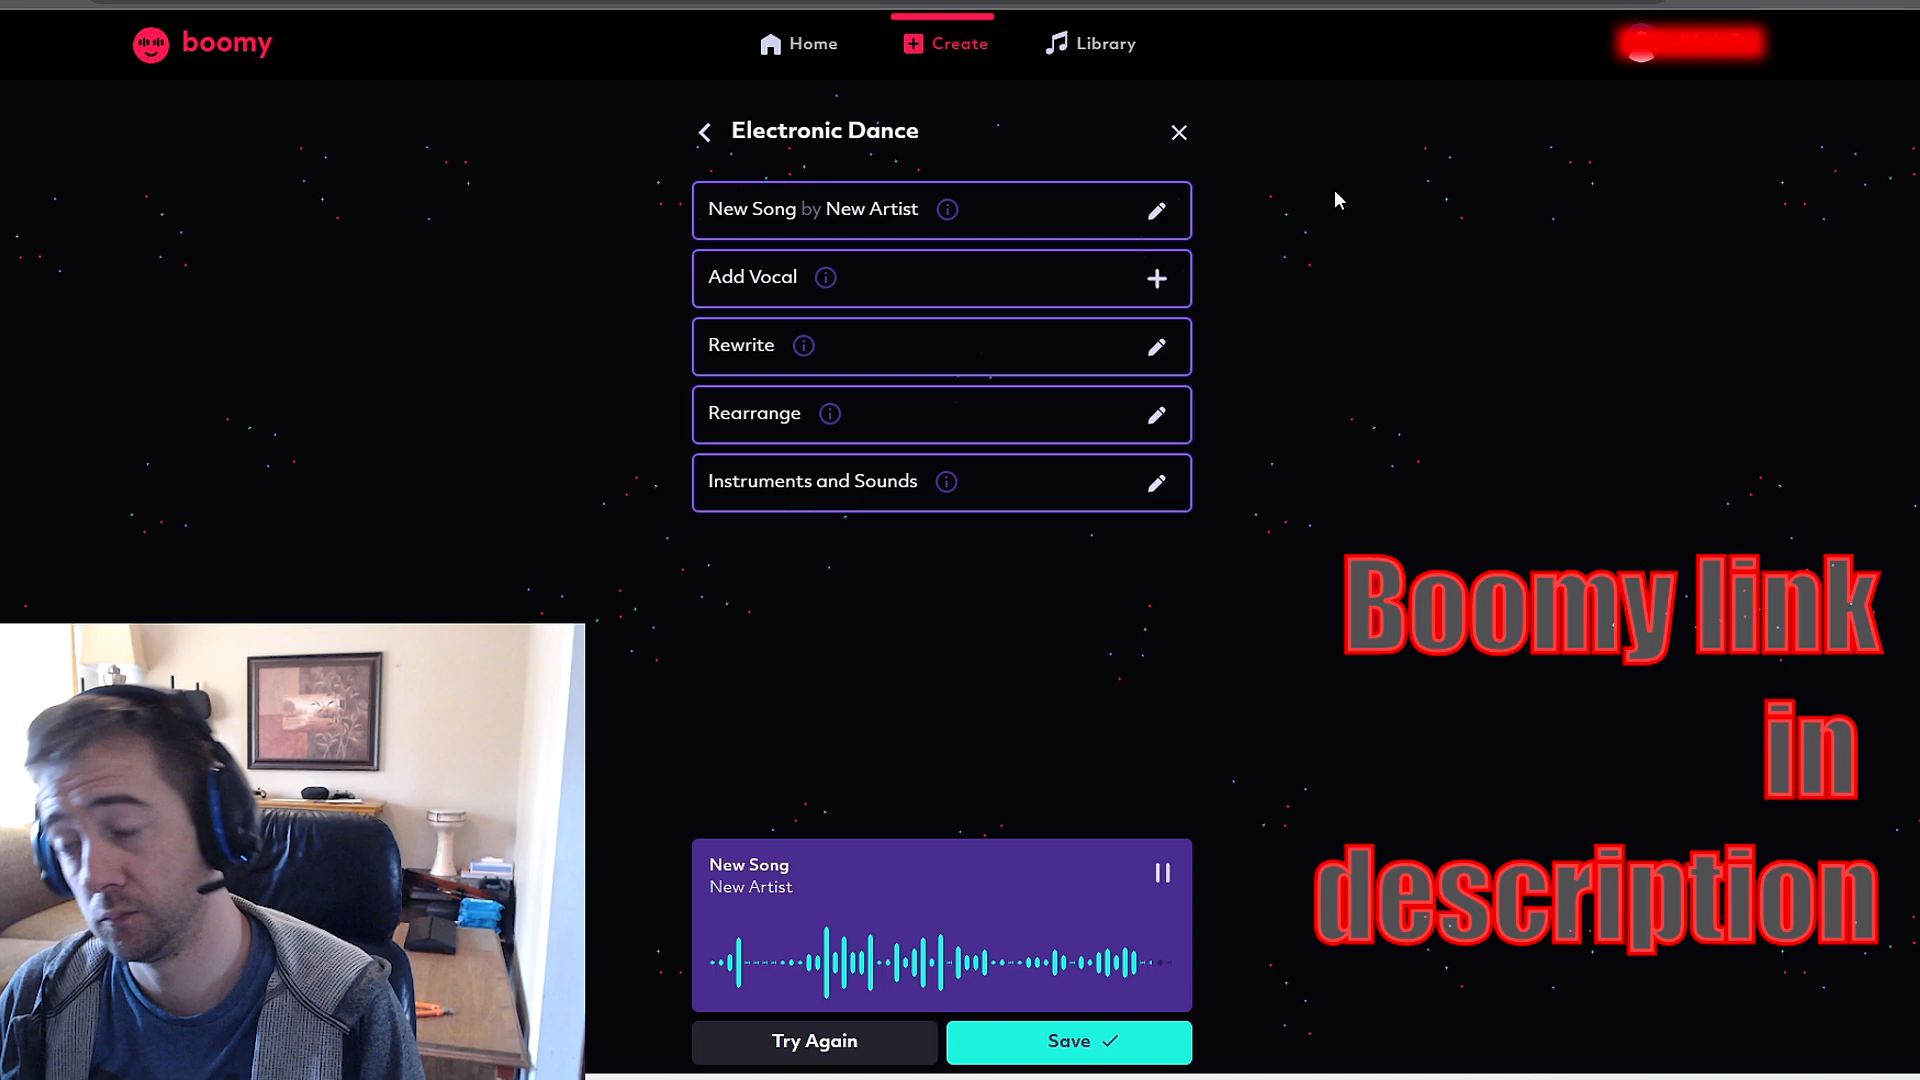 boomy
Home
Create
Library
Electronic Dance
New Song by New Artist
Add Vocal
Rewrite
Rearrange
Instruments and Sounds
Boomy link
in
description
New Song
New Artist
Try Again
Save